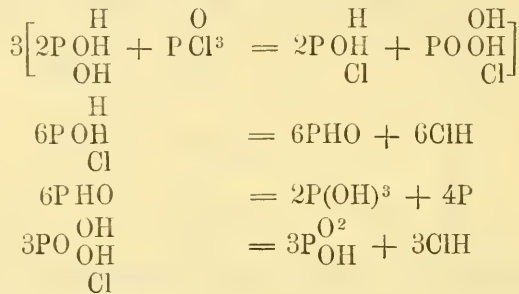 H O H OH
3[2P OH + P Cl³ = 2P OH + PO OH]
OH Cl Cl
H
6P OH = 6PHO + 6ClH
Cl
6P HO = 2P(OH)³ + 4P
OH O²
3PO OH = 3P OH + 3ClH
Cl